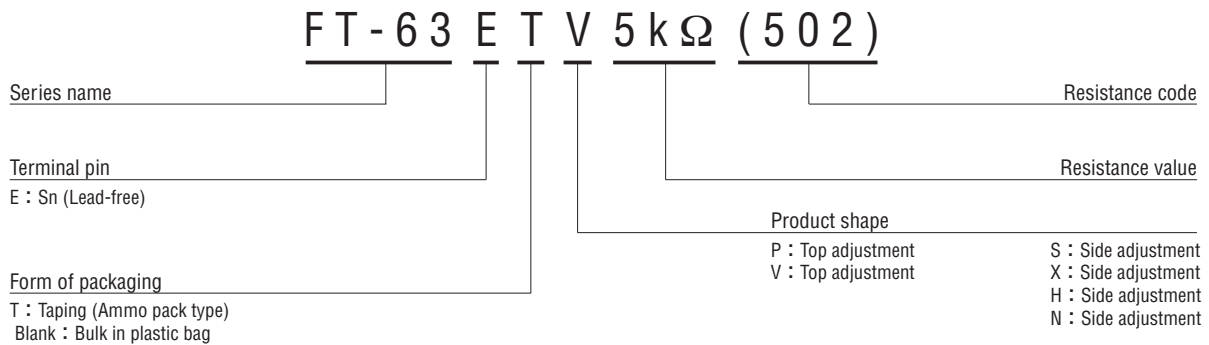 FT-63 E T V 5kΩ (502)
Series name
Resistance code
Terminal pin
E：Sn (Lead-free)
Resistance value
Product shape
P：Top adjustment
V：Top adjustment
S：Side adjustment
X：Side adjustment
H：Side adjustment
N：Side adjustment
Form of packaging
T：Taping (Ammo pack type)
Blank：Bulk in plastic bag